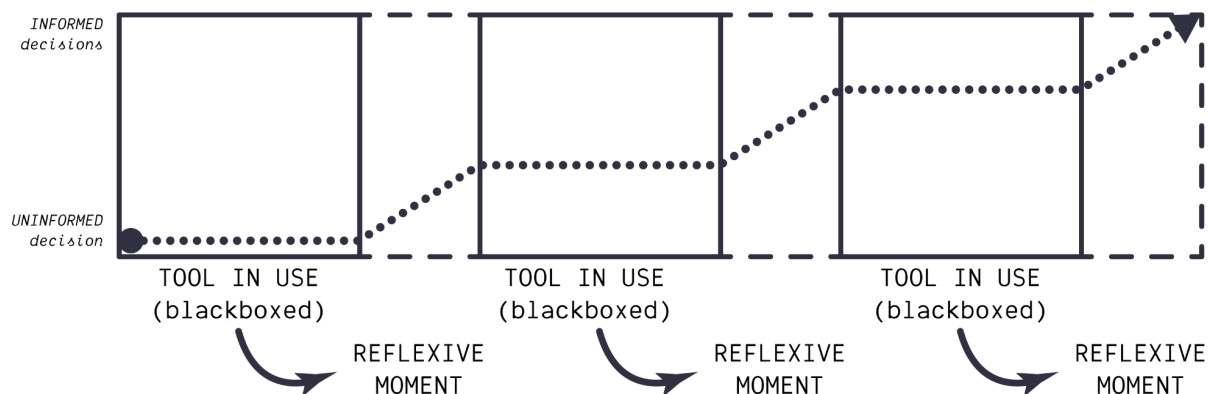 INFORMED
decisions
UNINFORMED
decision
TOOL IN USE
(blackboxed)
REFLEXIVE
MOMENT
TOOL IN USE
(blackboxed)
REFLEXIVE
MOMENT
TOOL IN USE
(blackboxed)
REFLEXIVE
MOMENT